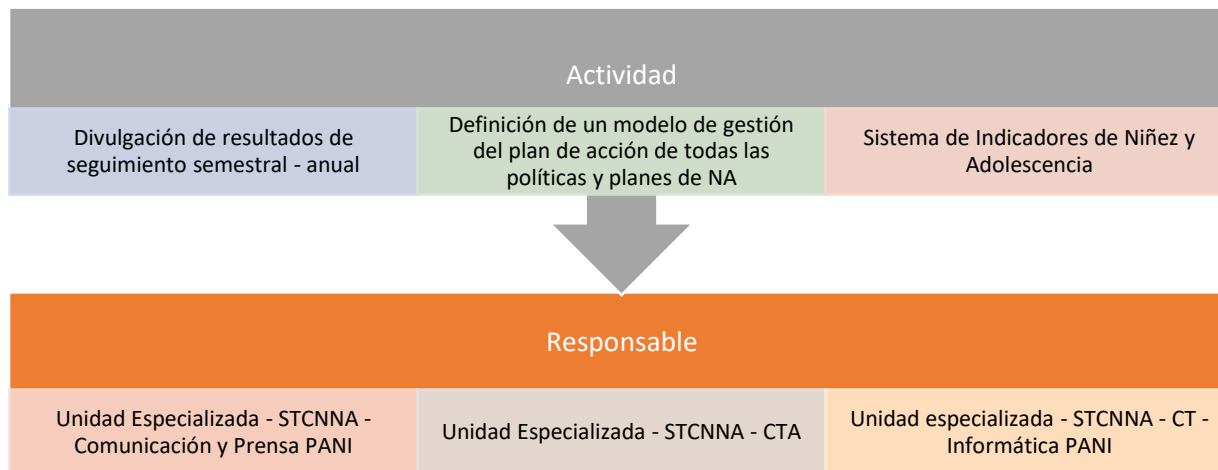 Actividad
Divulgación de resultados de
seguimiento semestral - anual
Definición de un modelo de gestión
del plan de acción de todas las
políticas y planes de NA
Sistema de Indicadores de Niñez y
Adolescencia
Responsable
Unidad Especializada - STCNNA -
Comunicación y Prensa PANI
Unidad Especializada - STCNNA - CTA
Unidad especializada - STCNNA - CT -
Informática PANI